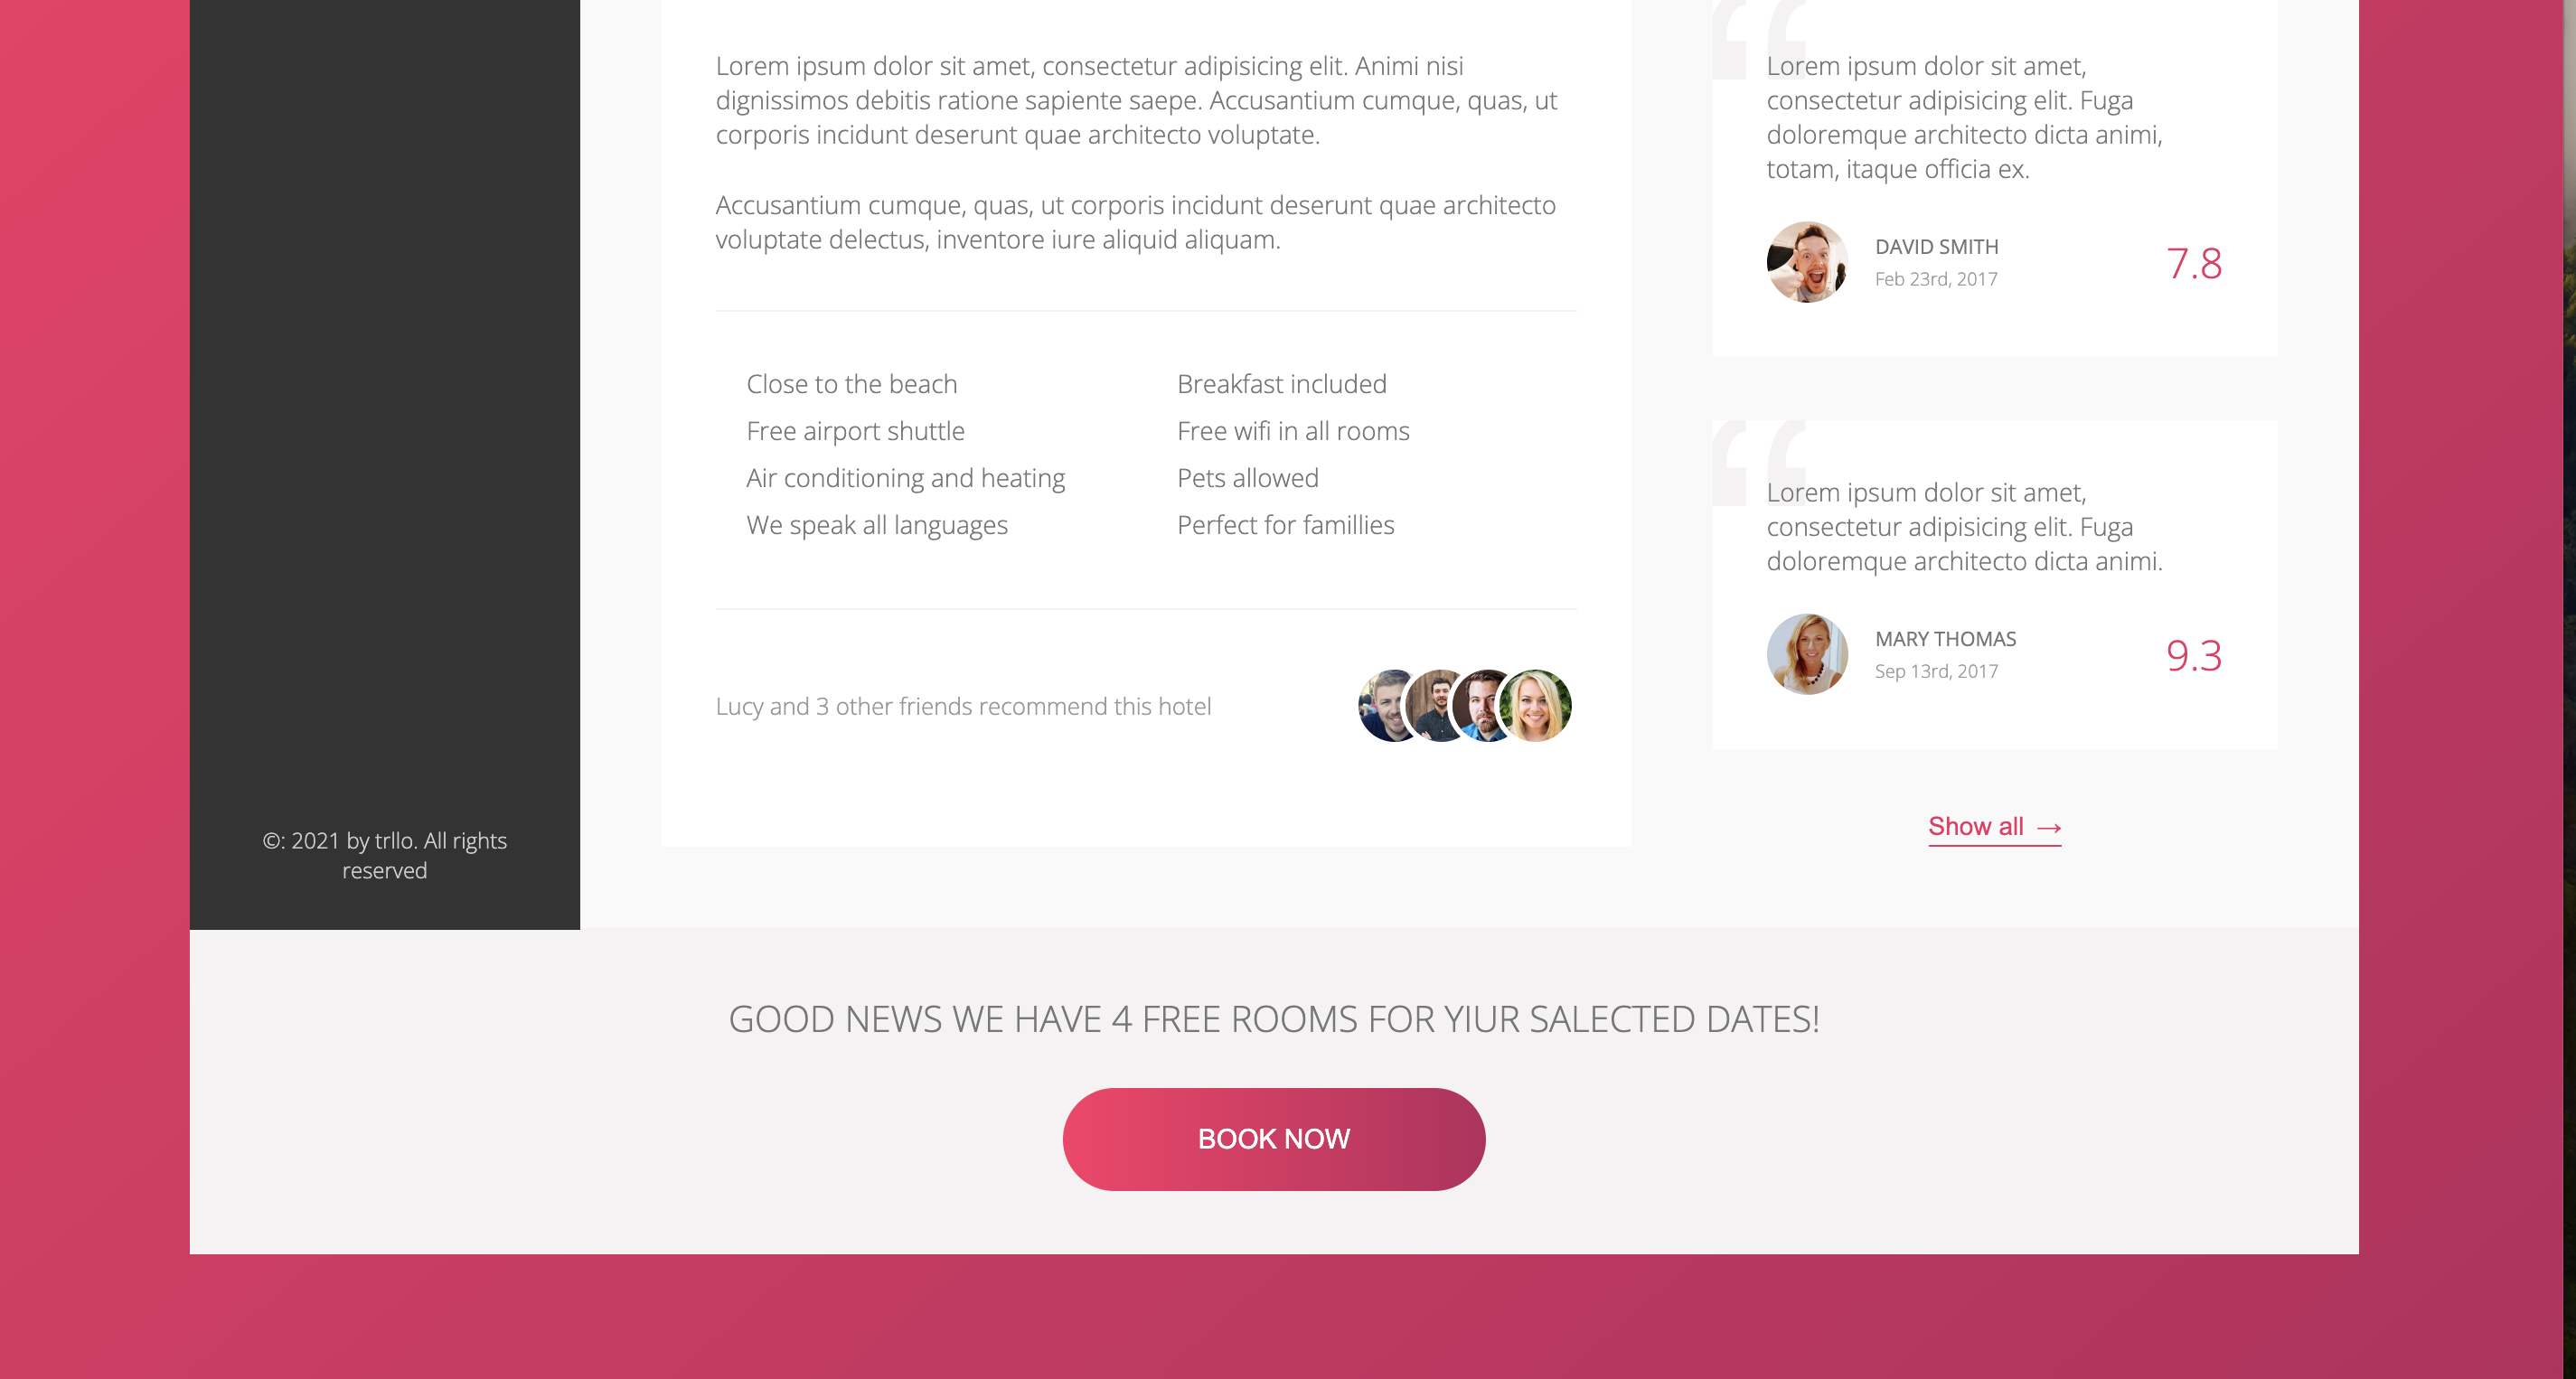 Lorem ipsum dolor sit amet, consectetur adipisicing elit. Animi nisi
dignissimos debitis ratione sapiente saepe. Accusantium cumque, quas, ut
corporis incidunt deserunt quae architecto voluptate.
Accusantium cumque, quas, ut corporis incidunt deserunt quae architecto
voluptate delectus, inventore iure aliquid aliquam.
Close to the beach
Breakfast included
Free airport shuttle
Free wifi in all rooms
Air conditioning and heating
Pets allowed
We speak all languages
Perfect for famillies
Lucy and 3 other friends recommend this hotel
“
Lorem ipsum dolor sit amet,
consectetur adipisicing elit. Fuga
doloremque architecto dicta animi,
totam, itaque officia ex.
DAVID SMITH
Feb 23rd, 2017
7.8
“
Lorem ipsum dolor sit amet,
consectetur adipisicing elit. Fuga
doloremque architecto dicta animi.
MARY THOMAS
Sep 13rd, 2017
9.3
Show all →
©: 2021 by trllo. All rights
reserved
GOOD NEWS WE HAVE 4 FREE ROOMS FOR YIUR SALECTED DATES!
BOOK NOW